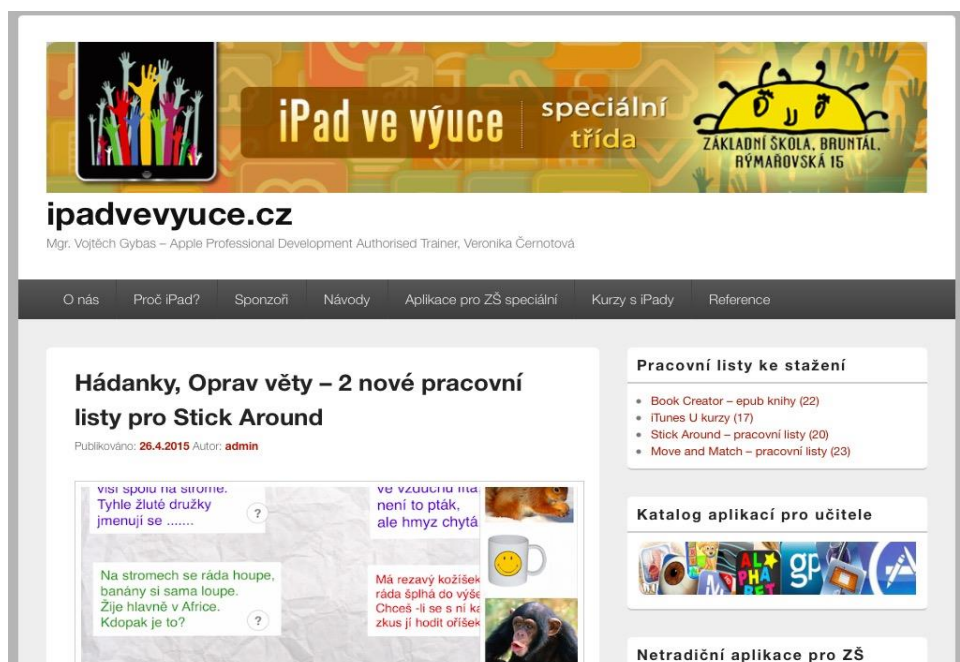 iPad ve výuce
speciální
třída
ZÁKLADNÍ ŠKOLA, BRUNTÁL,
RÝMAŘOVSKÁ 15
ipadvevyuce.cz
Mgr. Vojtěch Gybas – Apple Professional Development Authorised Trainer, Veronika Černotová
O nás
Proč iPad?
Sponzoři
Návody
Aplikace pro ZŠ speciální
Kurzy s iPady
Reference
Hádanky, Oprav věty – 2 nové pracovní
listy pro Stick Around
Publikováno: 26.4.2015 Autor: admin
visí spolu na stromě.
Tyhle žluté družky
jmenují se .......
?
ve vzduchu má
není to pták,
ale hmyz chytá
Na stromech se ráda houpe,
banány si sama loupe.
Žije hlavně v Africe.
Kdopak je to?
?
Má rezavý kožíšek
ráda šplhá do výše
Chceš -li se s ní ka
zkus jí hodit oříšek
Pracovní listy ke stažení
Book Creator – epub knihy (22)
iTunes U kurzy (17)
Stick Around – pracovní listy (20)
Move and Match – pracovní listy (23)
Katalog aplikací pro učitele
ALPHABET
gp
Netradiční aplikace pro ZŠ